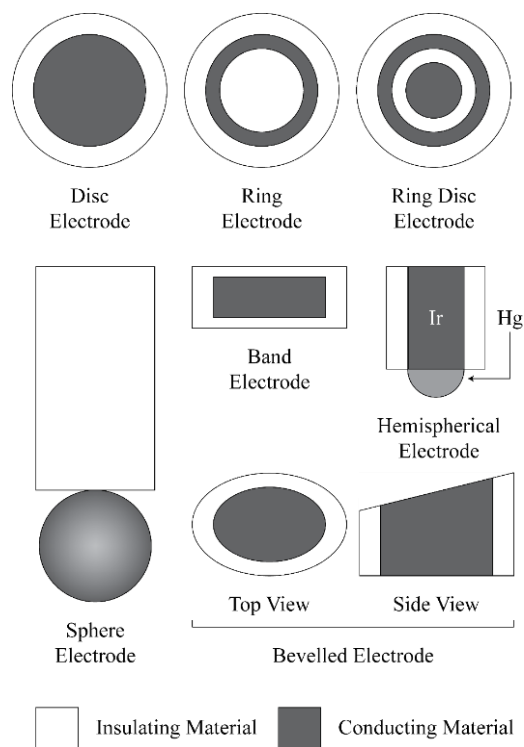 Disc
Electrode
Ring
Electrode
Ring Disc
Electrode
Ir
Hg
Band
Electrode
Hemispherical
Electrode
Sphere
Electrode
Top View
Side View
Bevelled Electrode
Insulating Material
Conducting Material